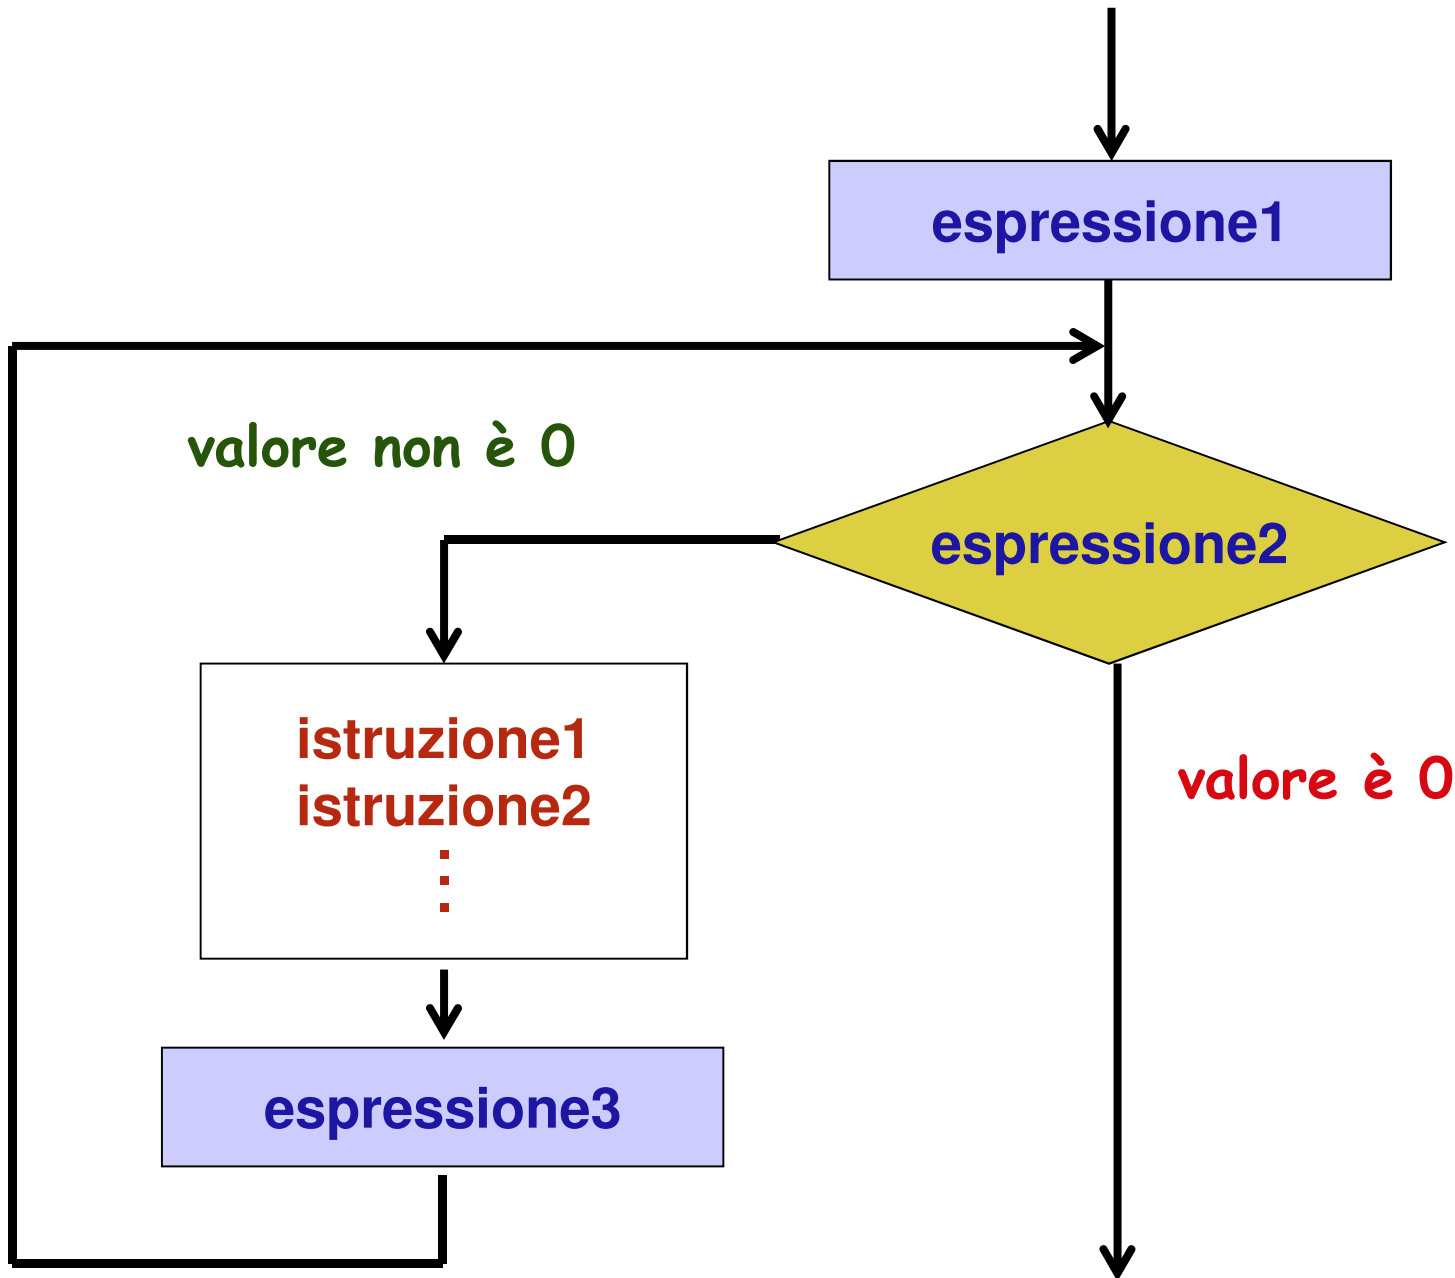 espressione1
valore non è 0
espressione2
istruzione1
istruzione2
.
.
.
valore è 0
espressione3